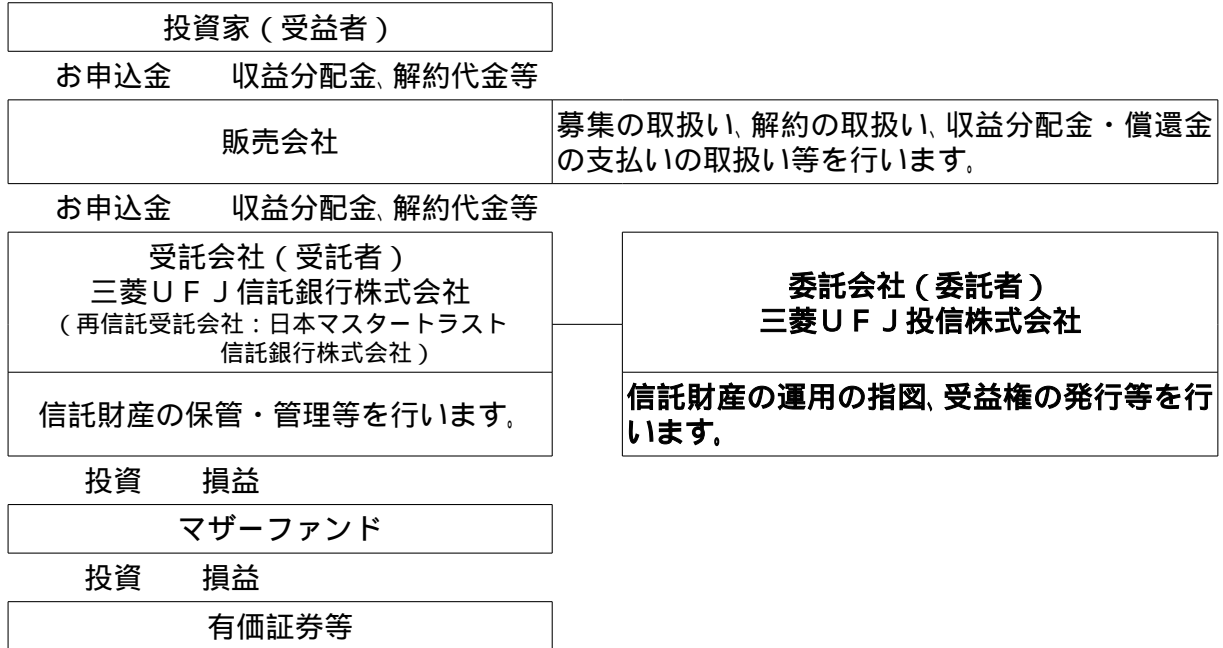 投資家（受益者）
お申込金　　収益分配金、解約代金等
販売会社
募集の取扱い、解約の取扱い、収益分配金・償還金
の支払いの取扱い等を行います。
お申込金　　収益分配金、解約代金等
受託会社（受託者）
三菱ＵＦＪ信託銀行株式会社
（再信託受託会社：日本マスタートラスト
信託銀行株式会社）
委託会社（委託者）
三菱ＵＦＪ投信株式会社
信託財産の保管・管理等を行います。
信託財産の運用の指図、受益権の発行等を行
います。
投資　　損益
マザーファンド
投資　　損益
有価証券等